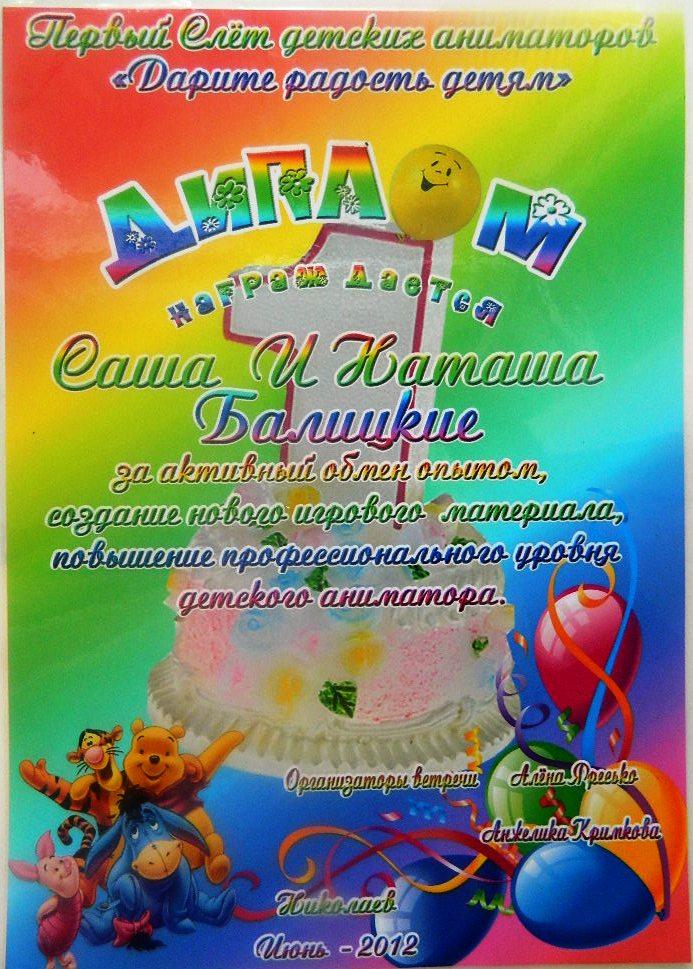 Первый Слёт детских аниматоров
«Дарите радость детям»
ДИПЛОМ
награждается
Саша И Наташа
Балицкие
за активный обмен опытом,
создание нового игрового материала,
повышение профессионального уровня
детского аниматора.
Организаторы встречи Алёна Яресько
Анжелика Кримкова
Николаев
Июнь - 2012